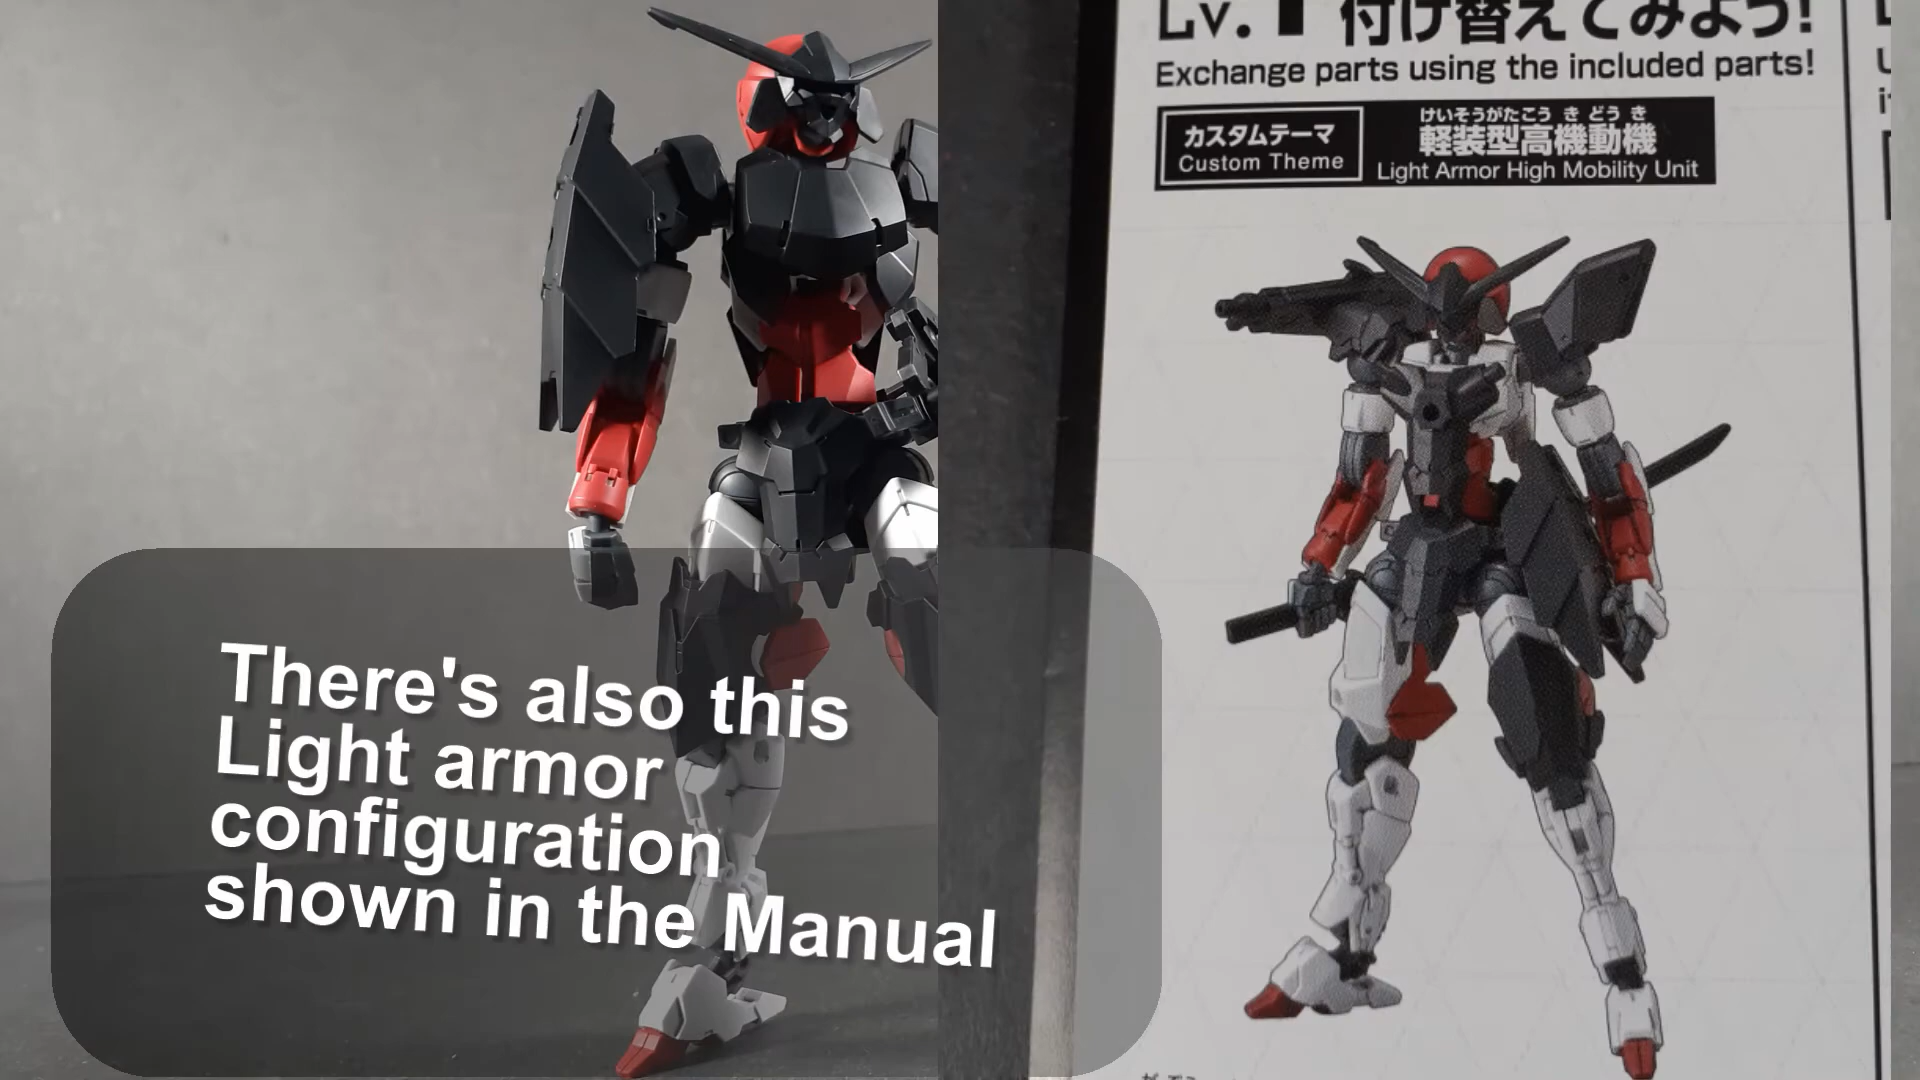 Lv.1 付け替えてみよう!
Exchange parts using the included parts!
カスタムテーマ
Custom Theme
けいそうがたこう き どう き
軽装型高機動機
Light Armor High Mobility Unit
There's also this
Light armor
configuration
shown in the Manual